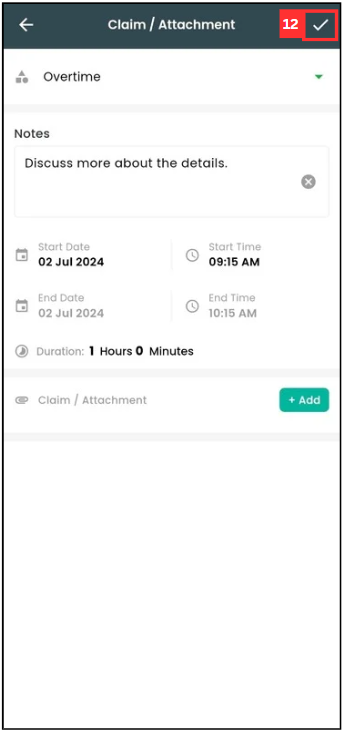 Claim / Attachment 12
Overtime
Notes
Discuss more about the details.
Start Date Start Time
02 Jul 2024 09:15 AM
End Date End Time
02 Jul 2024 10:15 AM
Duration: 1 Hours 0 Minutes
Claim / Attachment + Add